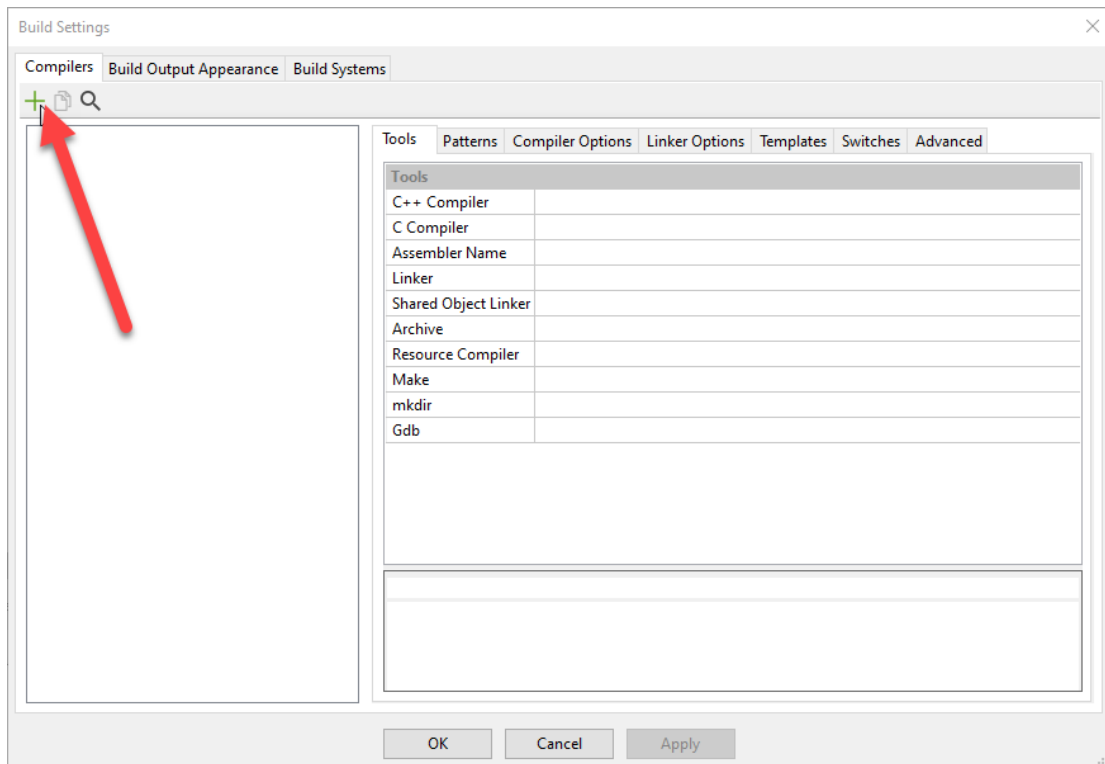 Build Settings
Compilers Build Output Appearance Build Systems
Tools Patterns Compiler Options Linker Options Templates Switches Advanced
Tools
C++ Compiler
C Compiler
Assembler Name
Linker
Shared Object Linker
Archive
Resource Compiler
Make
mkdir
Gdb
OK Cancel Apply